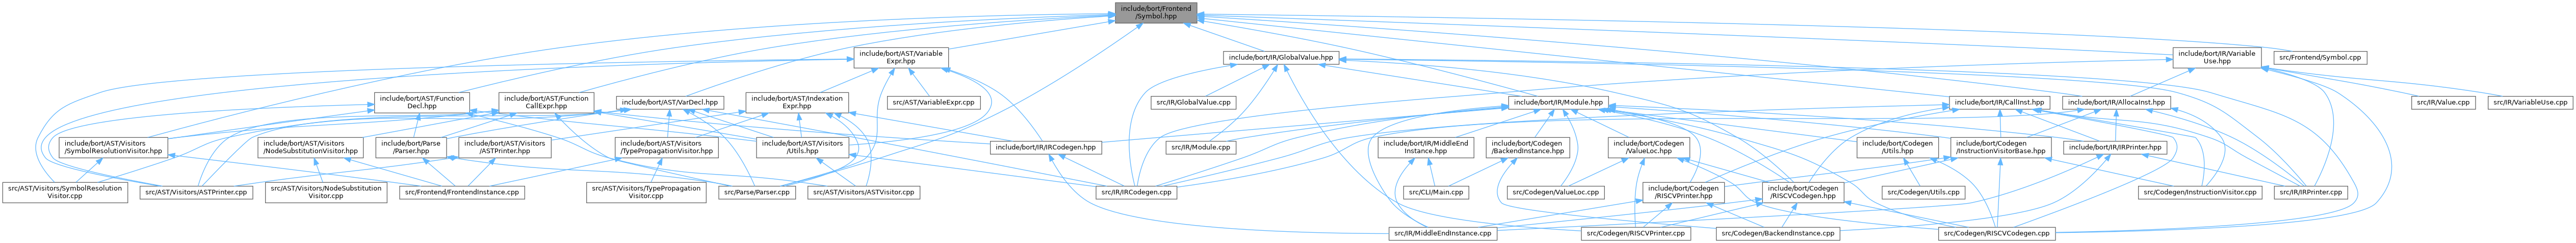 include/bort/Frontend
/Symbol.hpp
include/bort/AST/Variable
Expr.hpp
include/bort/IR/GlobalValue.hpp
include/bort/IR/Variable
Use.hpp
src/Frontend/Symbol.cpp
include/bort/AST/Function
Decl.hpp
include/bort/AST/Function
CallExpr.hpp
include/bort/AST/VarDecl.hpp
include/bort/AST/Indexation
Expr.hpp
src/AST/VariableExpr.cpp
src/IR/GlobalValue.cpp
include/bort/IR/Module.hpp
include/bort/IR/CallInst.hpp
include/bort/IR/AllocaInst.hpp
src/IR/Value.cpp
src/IR/VariableUse.cpp
include/bort/AST/Visitors
/SymbolResolutionVisitor.hpp
include/bort/AST/Visitors
/NodeSubstitutionVisitor.hpp
include/bort/Parse
/Parser.hpp
include/bort/AST/Visitors
/ASTPrinter.hpp
include/bort/AST/Visitors
/TypePropagationVisitor.hpp
include/bort/AST/Visitors
/Utils.hpp
include/bort/IR/IRCodegen.hpp
src/IR/Module.cpp
include/bort/IR/MiddleEnd
Instance.hpp
include/bort/Codegen
/BackendInstance.hpp
include/bort/Codegen
/ValueLoc.hpp
include/bort/Codegen
/Utils.hpp
include/bort/Codegen
/InstructionVisitorBase.hpp
include/bort/IR/IRPrinter.hpp
src/AST/Visitors/SymbolResolution
Visitor.cpp
src/AST/Visitors/ASTPrinter.cpp
src/AST/Visitors/NodeSubstitution
Visitor.cpp
src/Frontend/FrontendInstance.cpp
src/AST/Visitors/TypePropagation
Visitor.cpp
src/Parse/Parser.cpp
src/AST/Visitors/ASTVisitor.cpp
src/IR/IRCodegen.cpp
src/CLI/Main.cpp
src/Codegen/ValueLoc.cpp
include/bort/Codegen
/RISCVPrinter.hpp
include/bort/Codegen
/RISCVCodegen.hpp
src/Codegen/Utils.cpp
src/Codegen/InstructionVisitor.cpp
src/IR/IRPrinter.cpp
src/IR/MiddleEndInstance.cpp
src/Codegen/RISCVPrinter.cpp
src/Codegen/BackendInstance.cpp
src/Codegen/RISCVCodegen.cpp